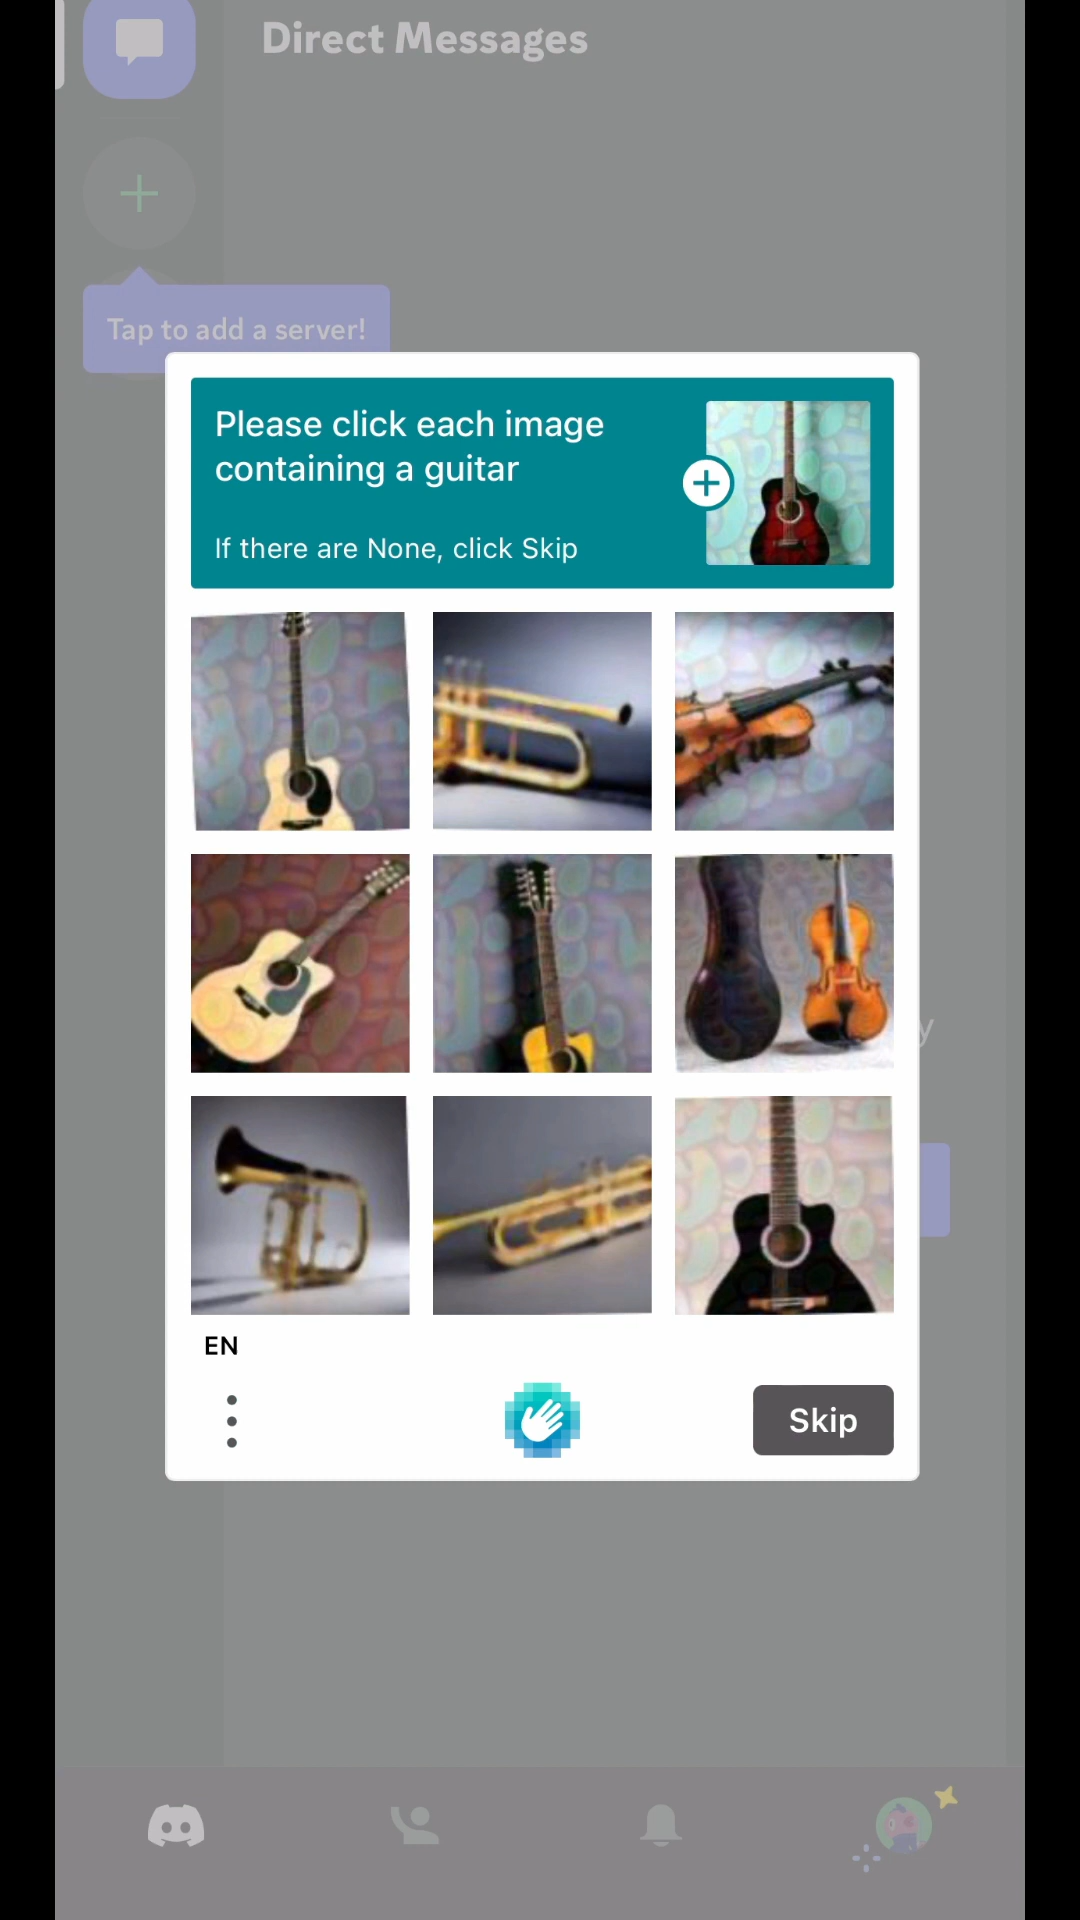 Direct Messages
Tap to add a server!
Please click each image
containing a guitar
If there are None, click Skip
y
EN
Skip